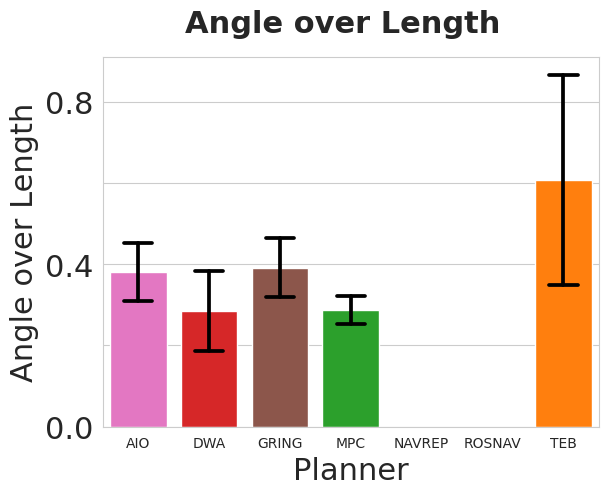 Angle over Length
Angle over Length
0.8
0.4
0.0
AIO DWA GRING MPC NAVREP ROSNAV TEB
Planner